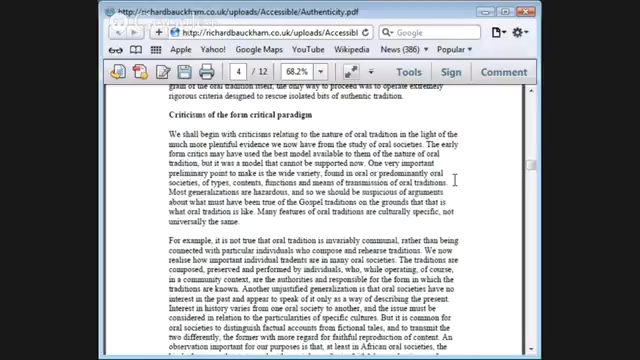 http://richardbauckham.co.uk/uploads/Accessible/Authenticity.pdf
http://richardbauckham.co.uk/uploads/Accessibl
Google
Apple Yahoo! Google Maps YouTube Wikipedia News (386) Popular
4 / 12 68.2% Tools Sign Comment
grain of the oral tradition itself, the only way to proceed was to operate extremely
rigorous criteria designed to rescue isolated bits of authentic tradition.
Criticisms of the form critical paradigm
We shall begin with criticisms relating to the nature of oral tradition in the light of the
much more plentiful evidence we now have from the study of oral societies. The early
form critics may have used the best model available to them of the nature of oral
tradition, but it was a model that cannot be supported now. One very important
preliminary point to make is the wide variety, found in oral or predominantly oral
societies, of types, contents, functions and means of transmission of oral traditions.
Most generalizations are hazardous, and so we should be suspicious of arguments
about what must have been true of the Gospel traditions on the grounds that that is
what oral tradition is like. Many features of oral traditions are culturally specific, not
universally the same.
For example, it is not true that oral tradition is invariably communal, rather than being
connected with particular individuals who compose and rehearse traditions. We now
realise how important individual tradents are in many oral societies. The traditions are
composed, preserved and performed by individuals, who, while operating, of course,
in a community context, are the authorities and responsible for the form in which the
traditions are known. Another unjustified generalization is that oral societies have no
interest in the past and appear to speak of it only as a way of describing the present.
Interest in history varies from one oral society to another, and the issue must be
considered in relation to the particularities of specific cultures. But it is common for
oral societies to distinguish factual accounts from fictional tales, and to transmit the
two differently, the former with more regard for faithful reproduction of content. An
observation important for our purposes is that, at least in African oral societies, the